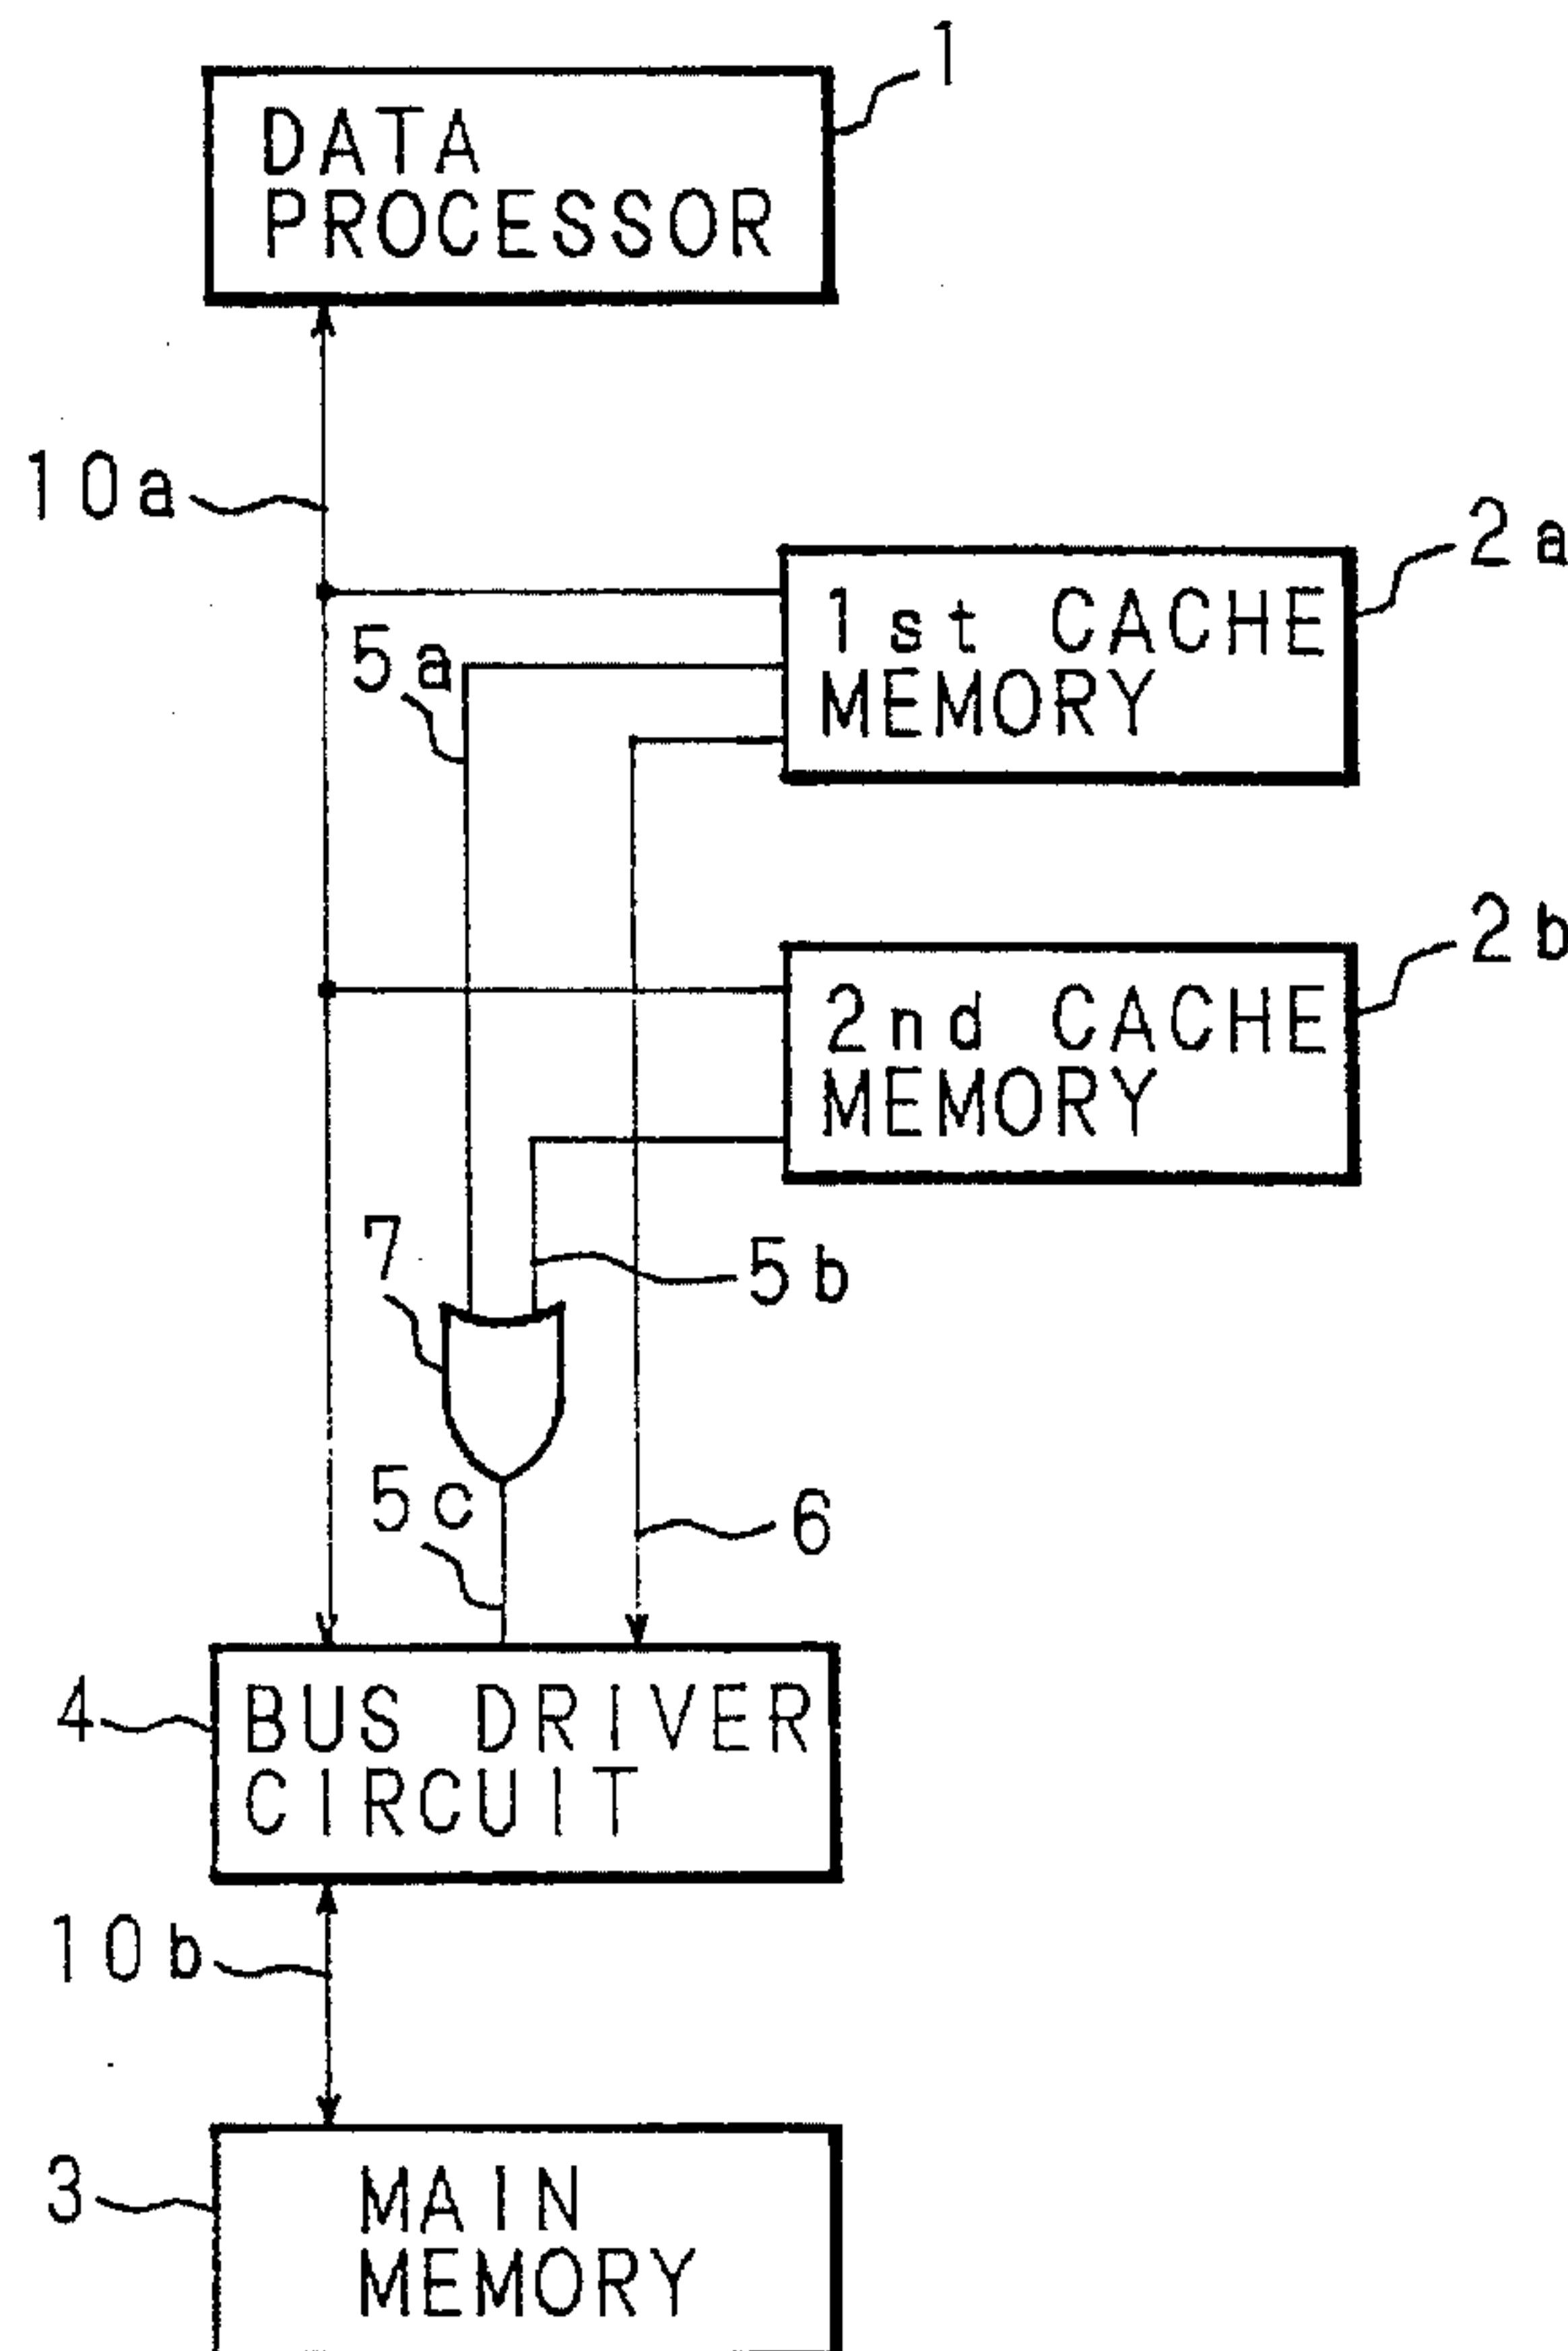 1
DATA
PROCESSOR
10a
2a
1st CACHE
MEMORY
5a
2b
2nd CACHE
MEMORY
7
5b
5c
6
4
BUS DRIVER
CIRCUIT
10b
3
MAIN
MEMORY